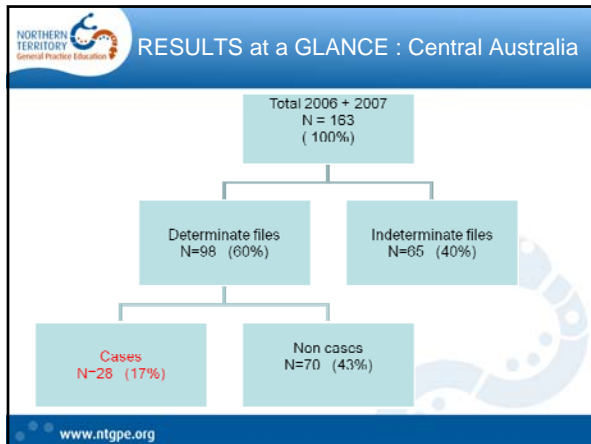 NORTHERN
TERRITORY
General Practice Education
RESULTS at a GLANCE : Central Australia
Total 2006 + 2007
N = 163
( 100%)
Determinate files
N=98 (60%)
Indeterminate files
N=65 (40%)
Cases
N=28 (17%)
Non cases
N=70 (43%)
www.ntgpe.org